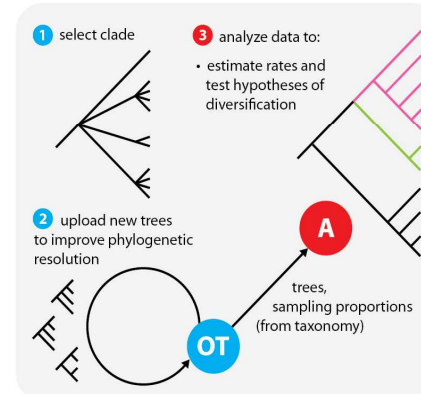 1 select clade
3 analyze data to:
• estimate rates and
test hypotheses of
diversification
2 upload new trees
to improve phylogenetic
resolution
A
trees,
sampling proportions
(from taxonomy)
OT